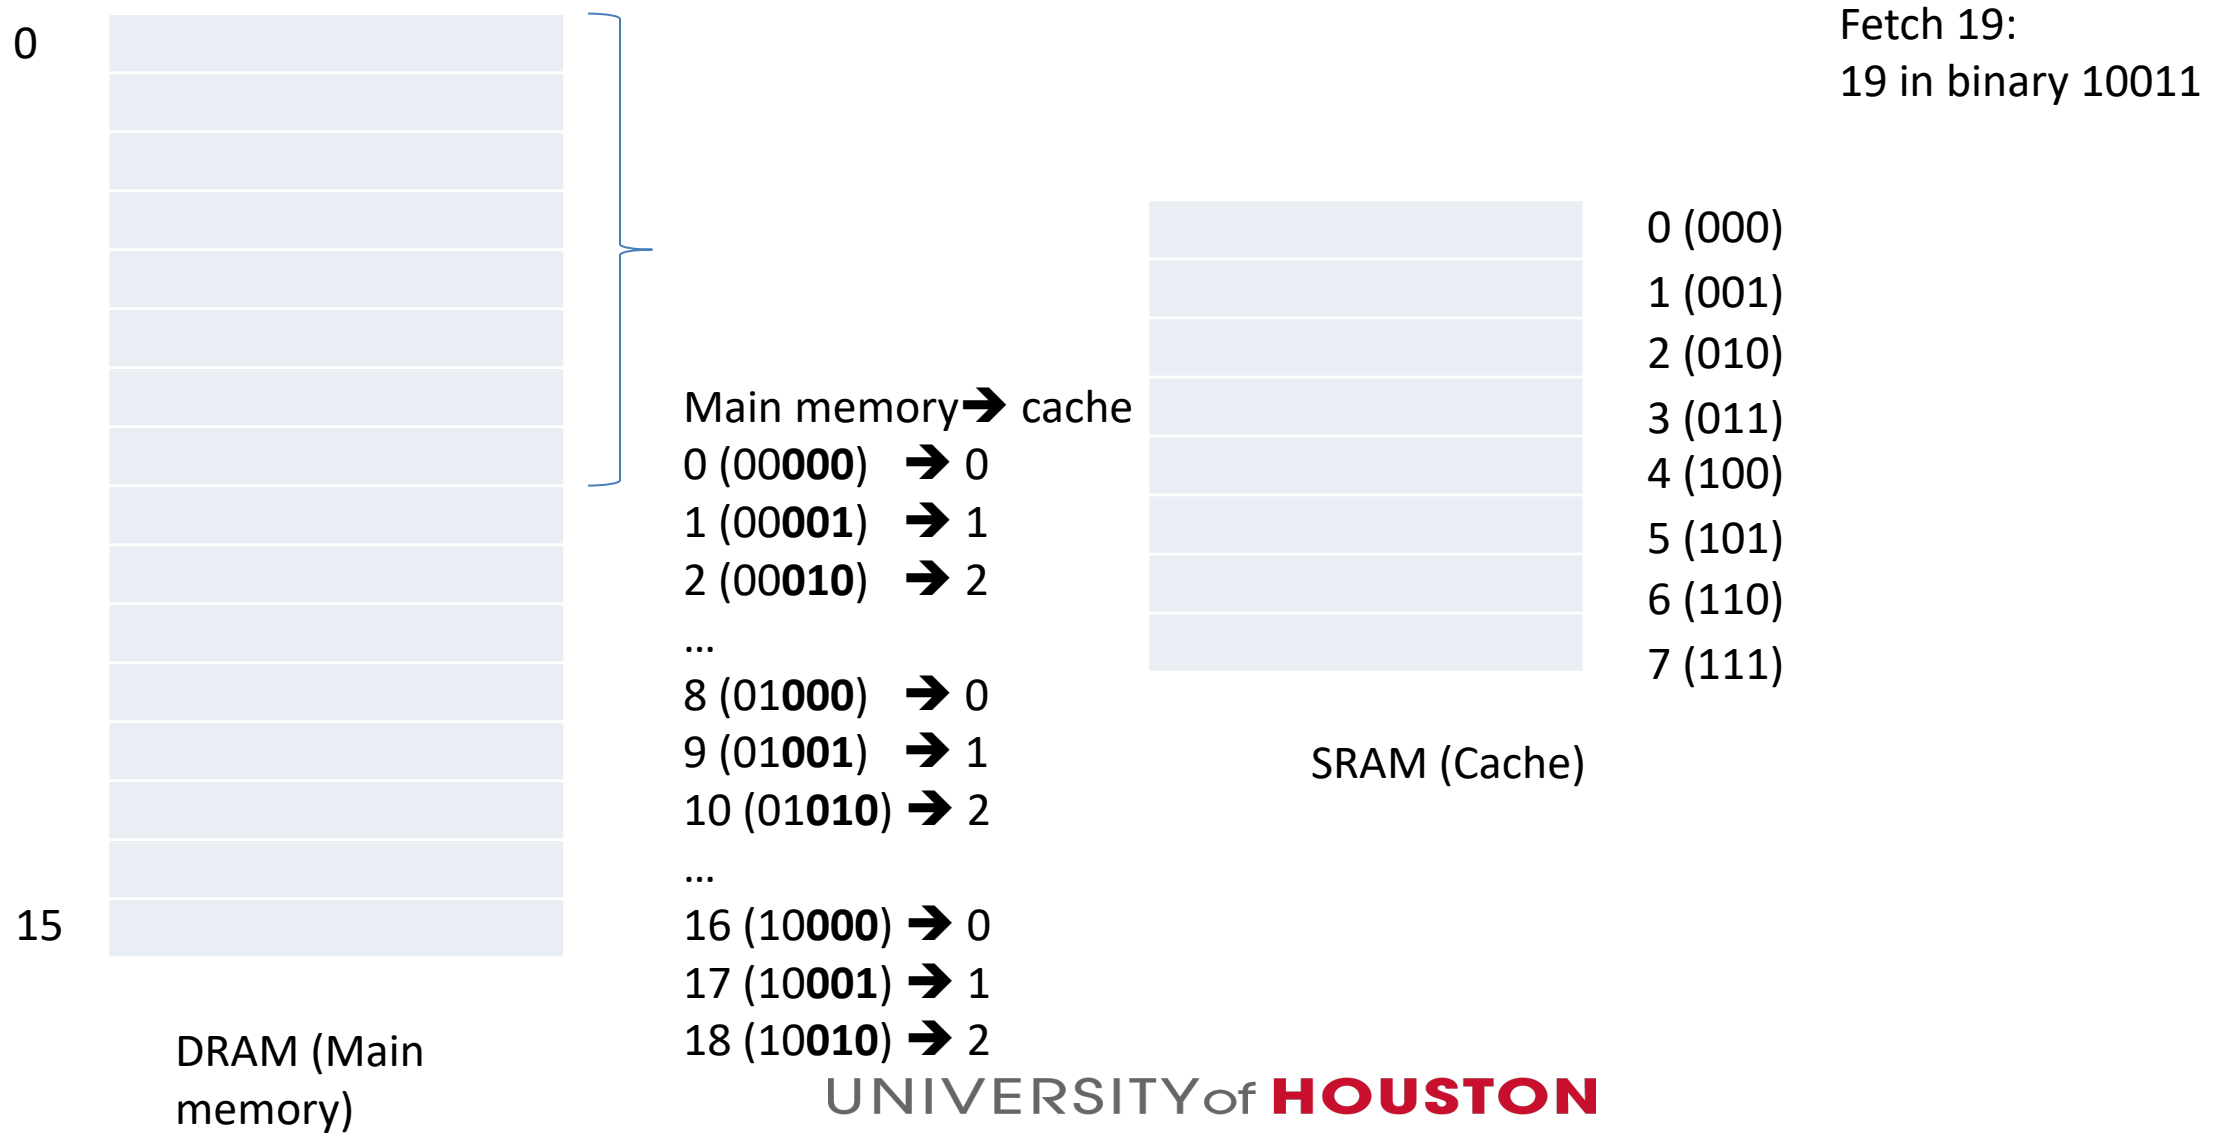 0
15
DRAM (Main
memory)
Main memory➔ cache
0 (00000) ➔ 0
1 (00001) ➔ 1
2 (00010) ➔ 2
…
8 (01000) ➔ 0
9 (01001) ➔ 1
10 (01010) ➔ 2
…
16 (10000) ➔ 0
17 (10001) ➔ 1
18 (10010) ➔ 2
0 (000)
1 (001)
2 (010)
3 (011)
4 (100)
5 (101)
6 (110)
7 (111)
SRAM (Cache)
Fetch 19:
19 in binary 10011
UNIVERSITY of HOUSTON